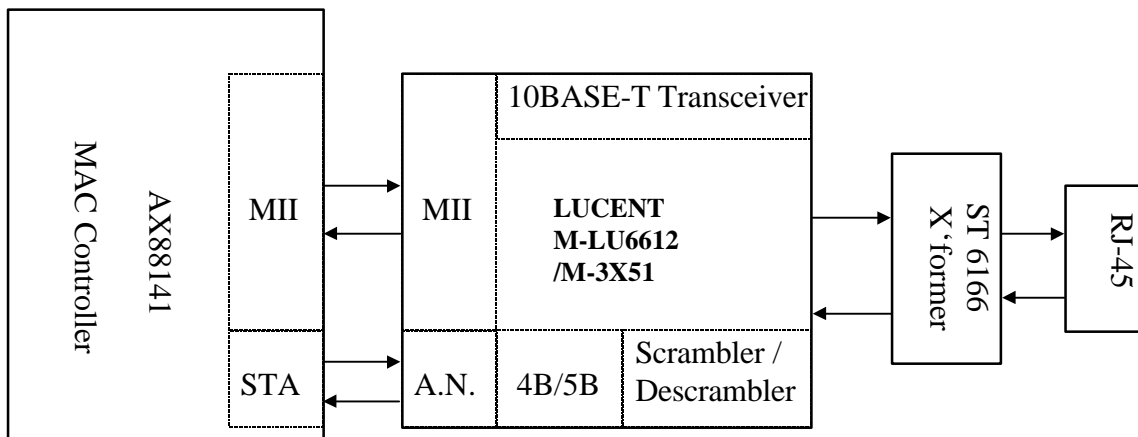 AX88141
MAC Controller
MII
STA
MII
A.N.
10BASE-T Transceiver
LUCENT
M-LU6612
/M-3X51
4B/5B
Scrambler /
Descrambler
ST 6166
X‘former
RJ-45